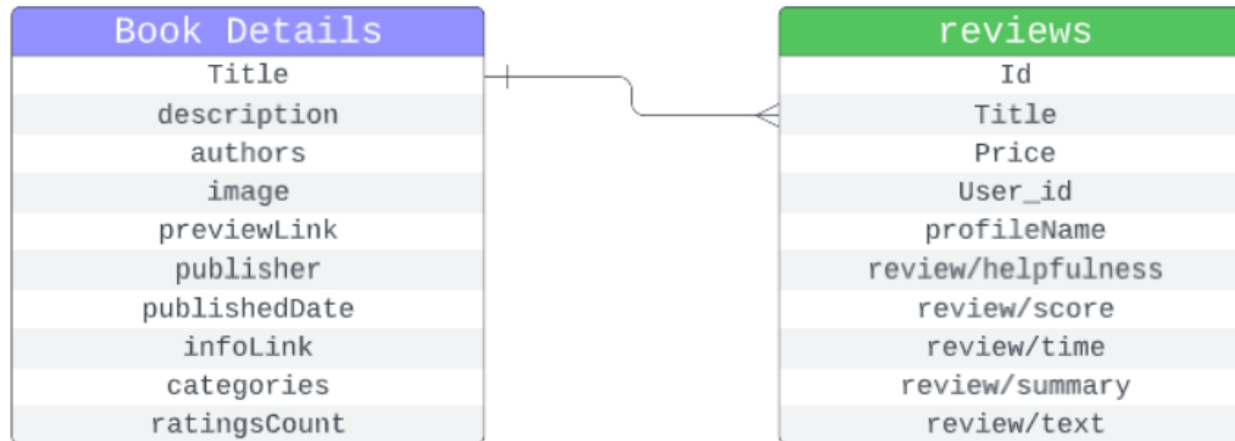 Book Details
Title
description
authors
image
previewLink
publisher
publishedDate
infoLink
categories
ratingsCount
reviews
Id
Title
Price
User_id
profileName
review/helpfulness
review/score
review/time
review/summary
review/text